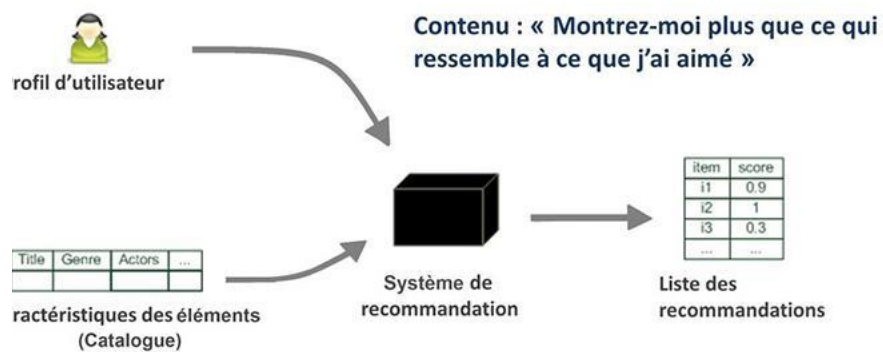 Contenu : « Montrez-moi plus que ce qui
ressemble à ce que j'ai aimé »
rofil d'utilisateur
item score
i1 0.9
i2 1
i3 0.3
... ...
Title Genre Actors ...
Système de
recommandation
Liste des
recommandations
ractéristiques des éléments
(Catalogue)